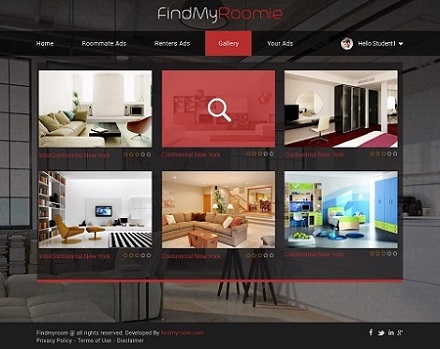 FindMyRoomie
Home Roommate Ads Renters Ads Gallery Your Ads Hello Student1
InterContinental New York Continental New York Continental New York
InterContinental New York Continental New York Continental New York
Findmyroom @ all rights reserved. Developed By findmyroom.com
Privacy Policy - Terms of Use - Disclaimer